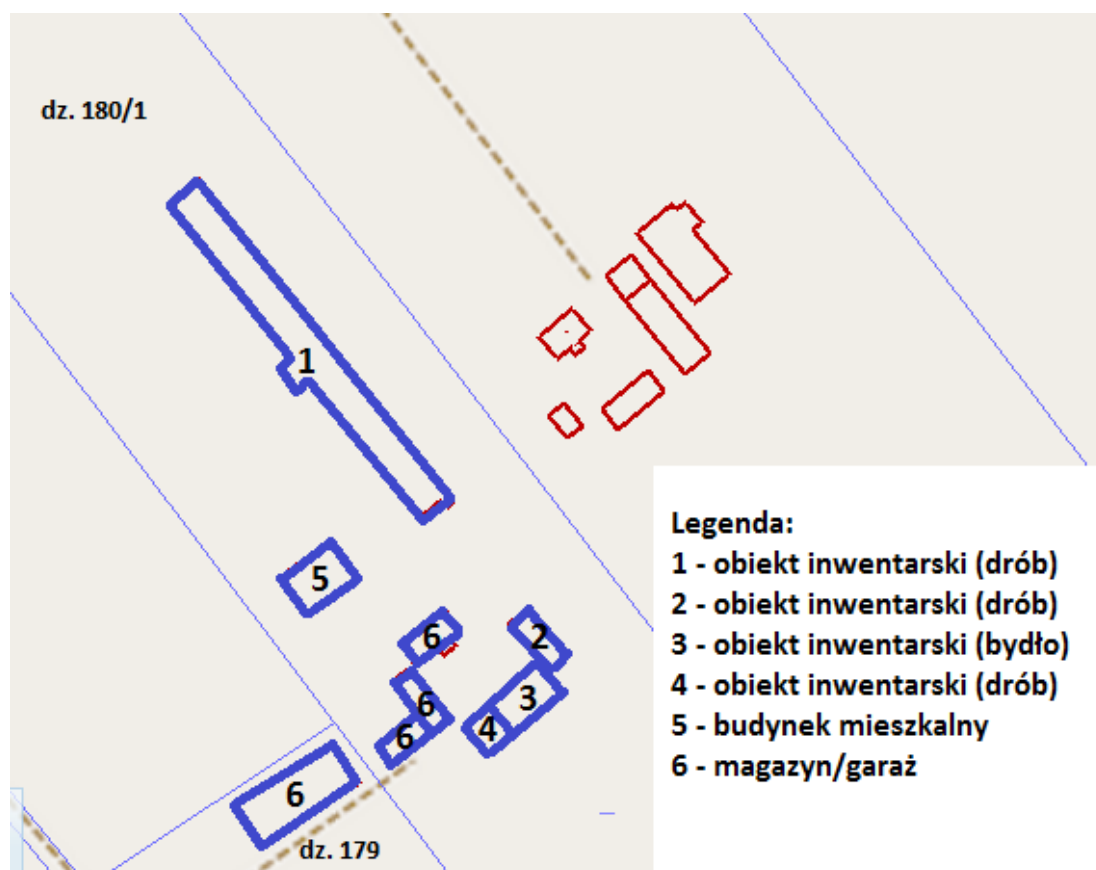 dz. 180/1
1
5
6
2
6
3
4
6
6
dz. 179
Legenda:
1 - obiekt inwentarski (drób)
2 - obiekt inwentarski (drób)
3 - obiekt inwentarski (bydło)
4 - obiekt inwentarski (drób)
5 - budynek mieszkalny
6 - magazyn/garaż